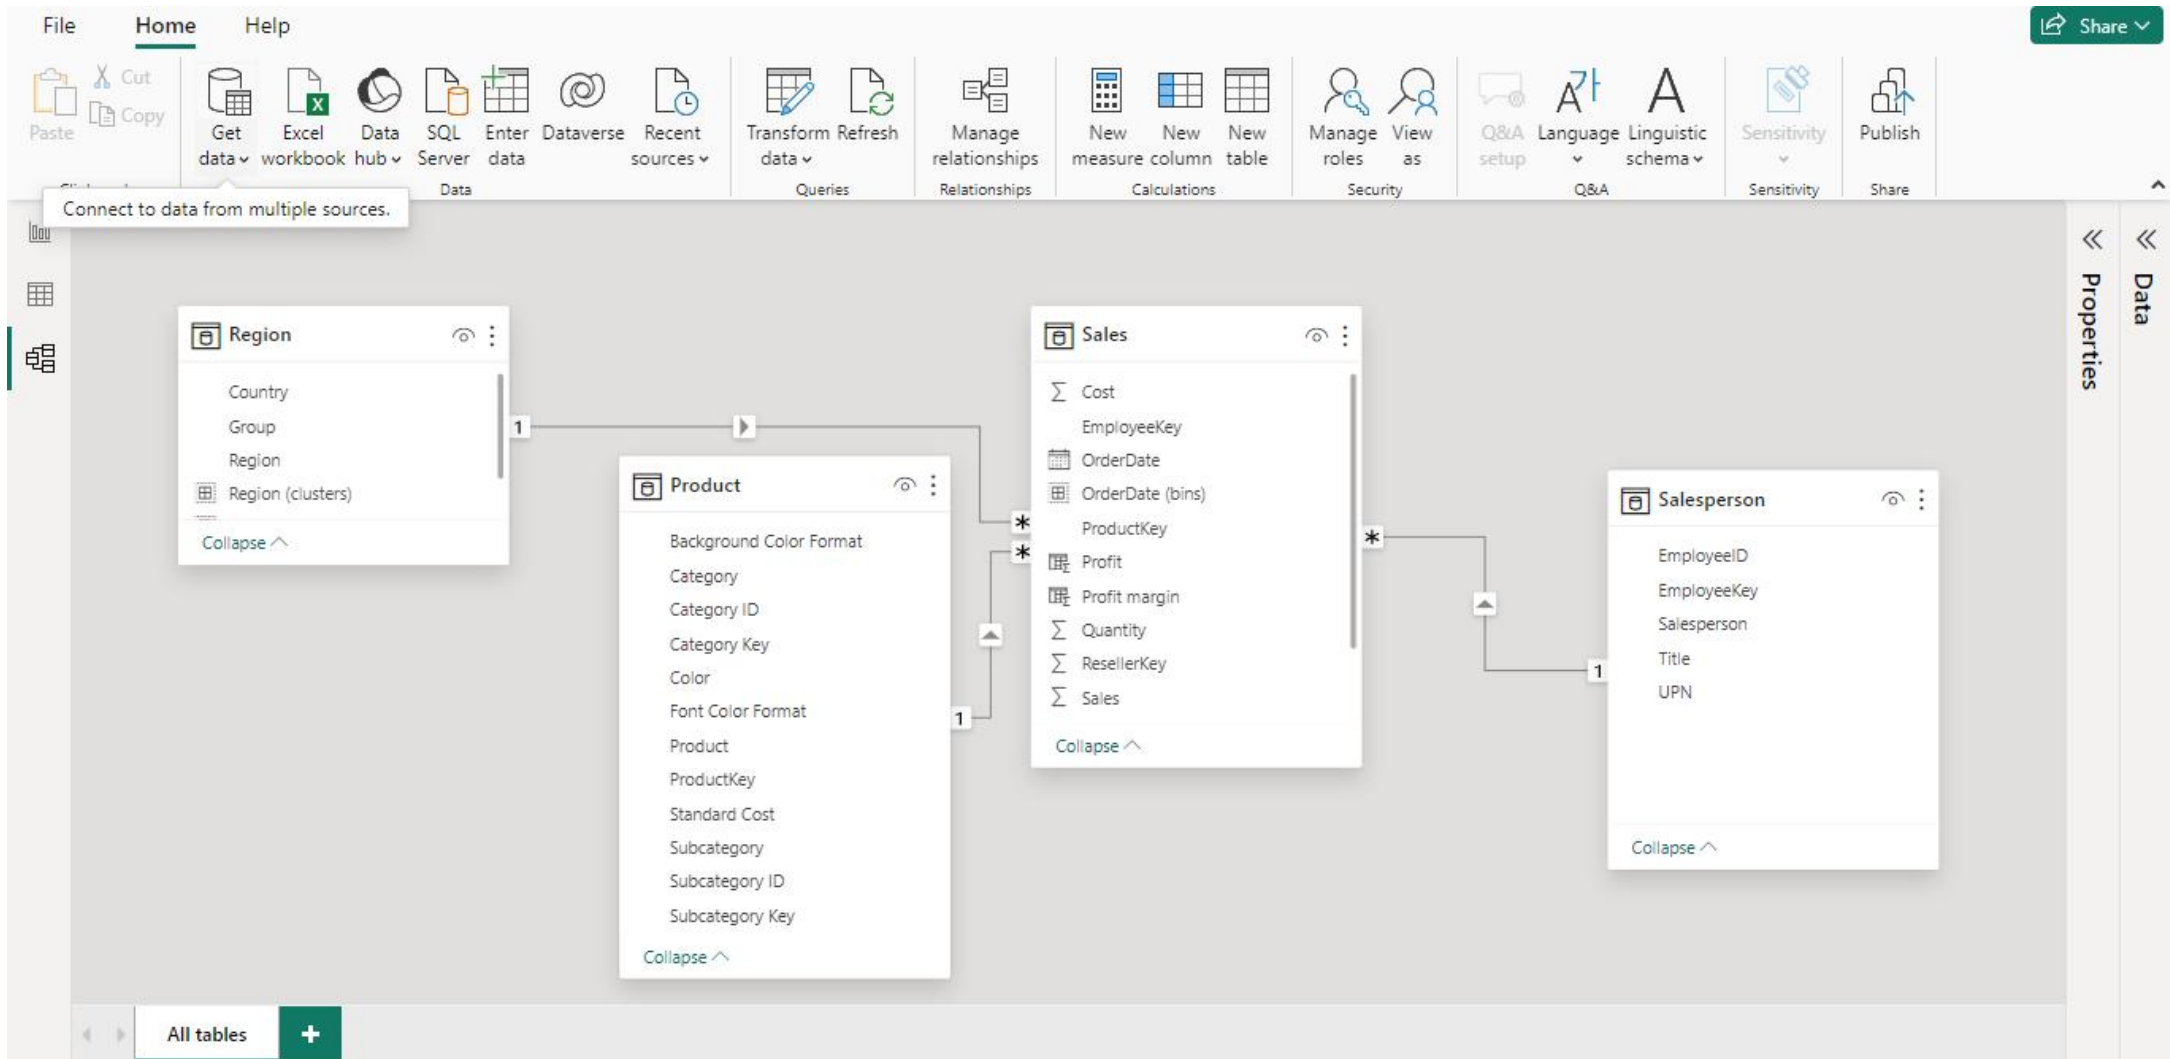 File Home Help
Share
Paste
Cut
Copy
Get data
Excel workbook
Data hub
SQL Server
Enter data
Dataverse
Recent sources
Transform data
Refresh
Manage relationships
New measure
New column
New table
Manage roles
View as
Q&A setup
Language
Linguistic schema
Sensitivity
Publish
Data
Queries
Relationships
Calculations
Security
Q&A
Sensitivity
Share
Connect to data from multiple sources.
Properties
Data
Region
Country
Group
Region
Region (clusters)
Collapse
1
*
Product
Background Color Format
Category
Category ID
Category Key
Color
Font Color Format
Product
ProductKey
Standard Cost
Subcategory
Subcategory ID
Subcategory Key
Collapse
1
*
Sales
Cost
EmployeeKey
OrderDate
OrderDate (bins)
ProductKey
Profit
Profit margin
Quantity
ResellerKey
Sales
Collapse
*
1
Salesperson
EmployeeID
EmployeeKey
Salesperson
Title
UPN
Collapse
All tables
+